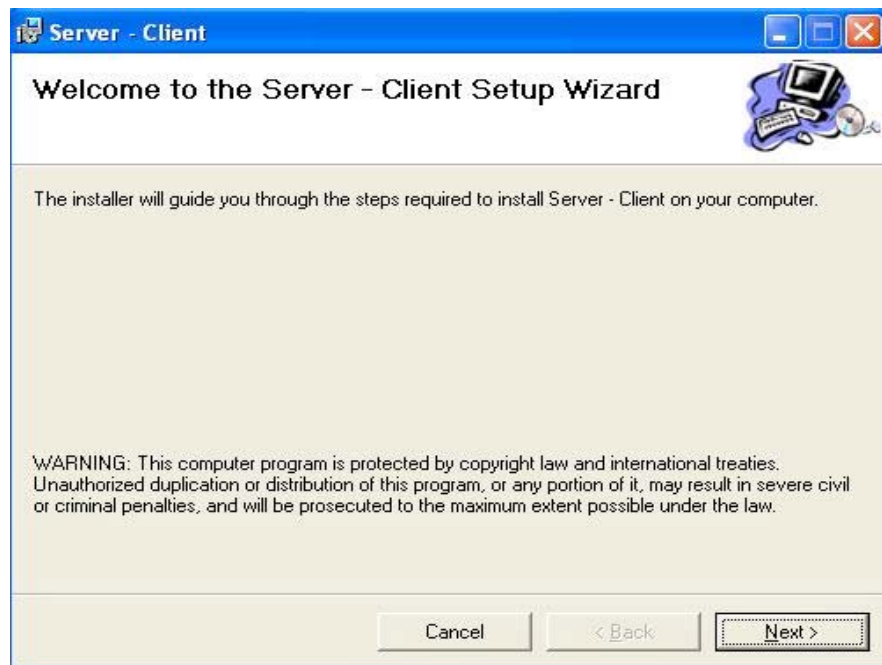 Server - Client
Welcome to the Server - Client Setup Wizard
The installer will guide you through the steps required to install Server - Client on your computer.
WARNING: This computer program is protected by copyright law and international treaties.
Unauthorized duplication or distribution of this program, or any portion of it, may result in severe civil
or criminal penalties, and will be prosecuted to the maximum extent possible under the law.
Cancel
< Back
Next >